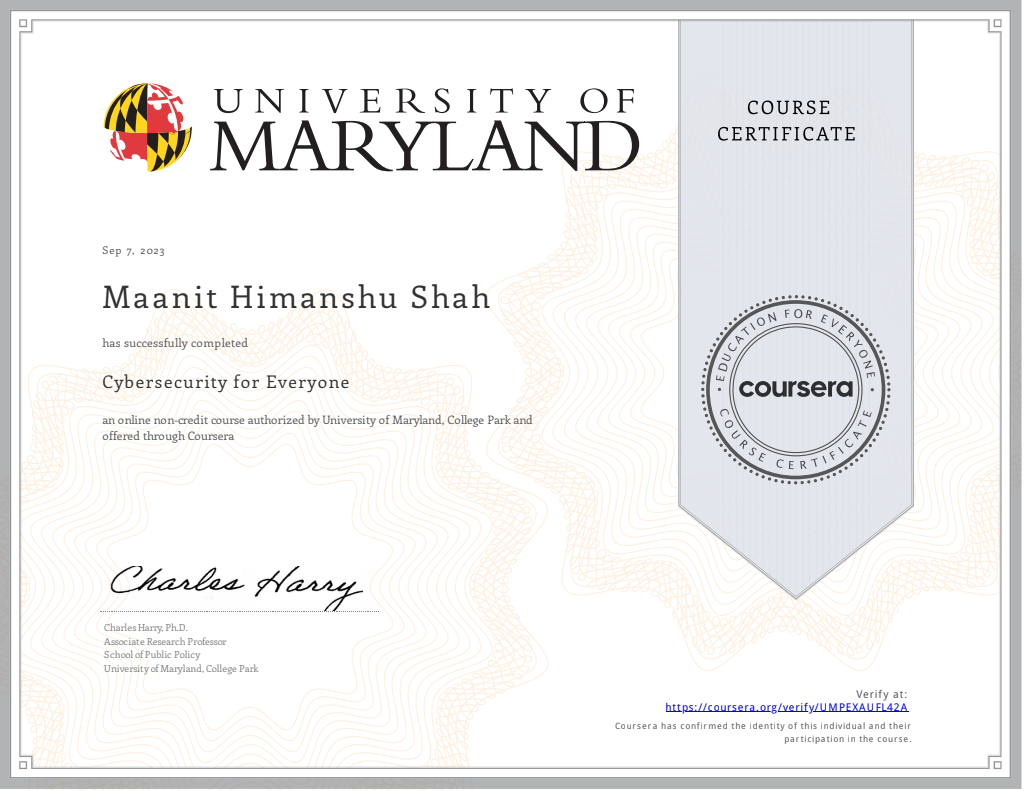 UNIVERSITY OF
MARYLAND
COURSE
CERTIFICATE
Sep 7, 2023
Maanit Himanshu Shah
has successfully completed
Cybersecurity for Everyone
an online non-credit course authorized by University of Maryland, College Park and
offered through Coursera
EDUCATION FOR EVERYONE
coursera
COURSE CERTIFICATE
Charles Harry
Charles Harry, Ph.D.
Associate Research Professor
School of Public Policy
University of Maryland, College Park
Verify at:
https://coursera.org/verify/UMPEXAUFL42A
Coursera has confirmed the identity of this individual and their
participation in the course.